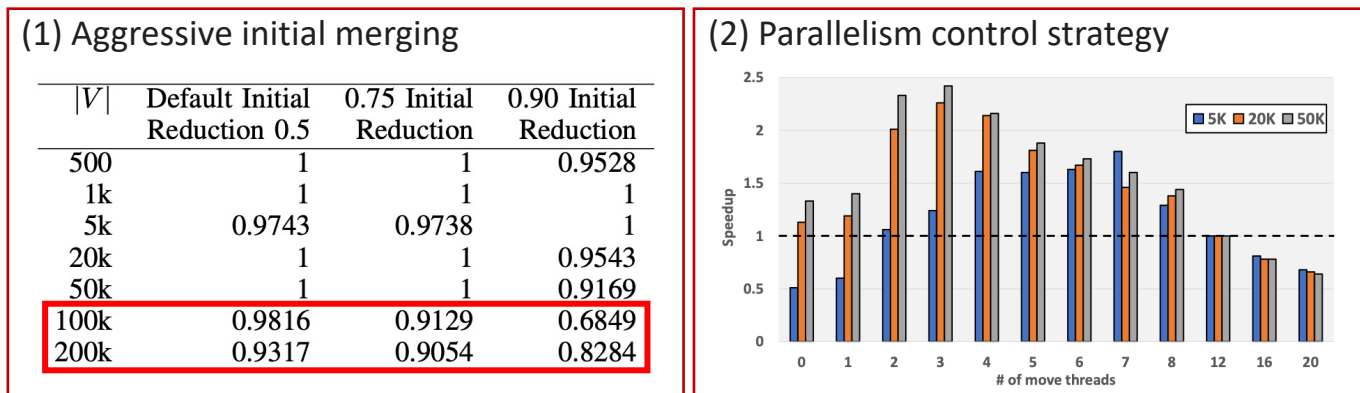 (1) Aggressive initial merging
|V| Default Initial 0.75 Initial 0.90 Initial
Reduction 0.5 Reduction Reduction
500 1 1 0.9528
1k 1 1 1
5k 0.9743 0.9738 1
20k 1 1 0.9543
50k 1 1 0.9169
100k 0.9816 0.9129 0.6849
200k 0.9317 0.9054 0.8284
(2) Parallelism control strategy
2.5
2
1.5
1
0.5
0
Speedup
5K 20K 50K
0 1 2 3 4 5 6 7 8 12 16 20
# of move threads